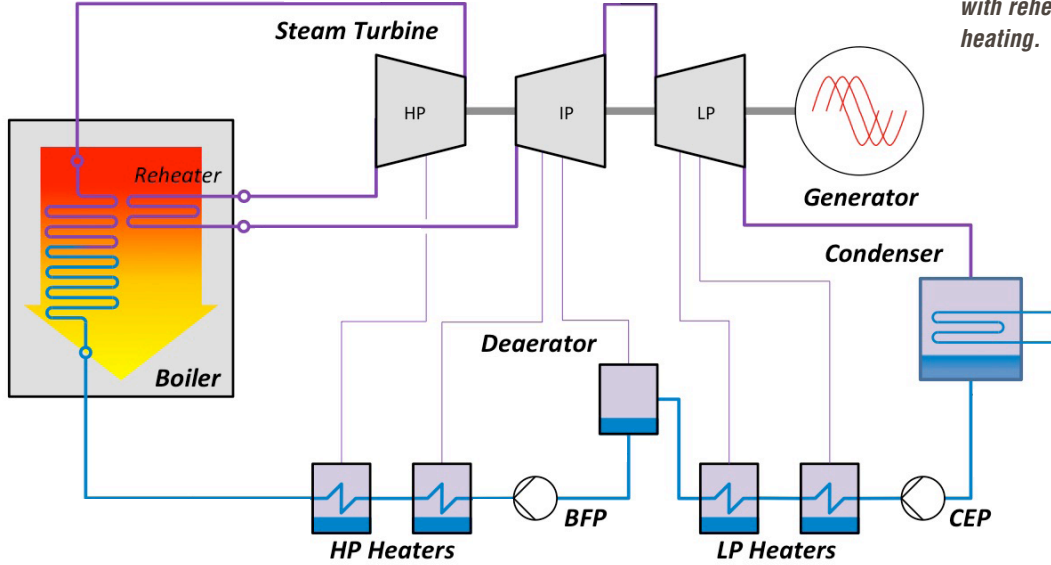 with rehe
heating.
Steam Turbine
HP
IP
LP
Reheater
Generator
Condenser
Deaerator
Boiler
BFP
CEP
HP Heaters
LP Heaters